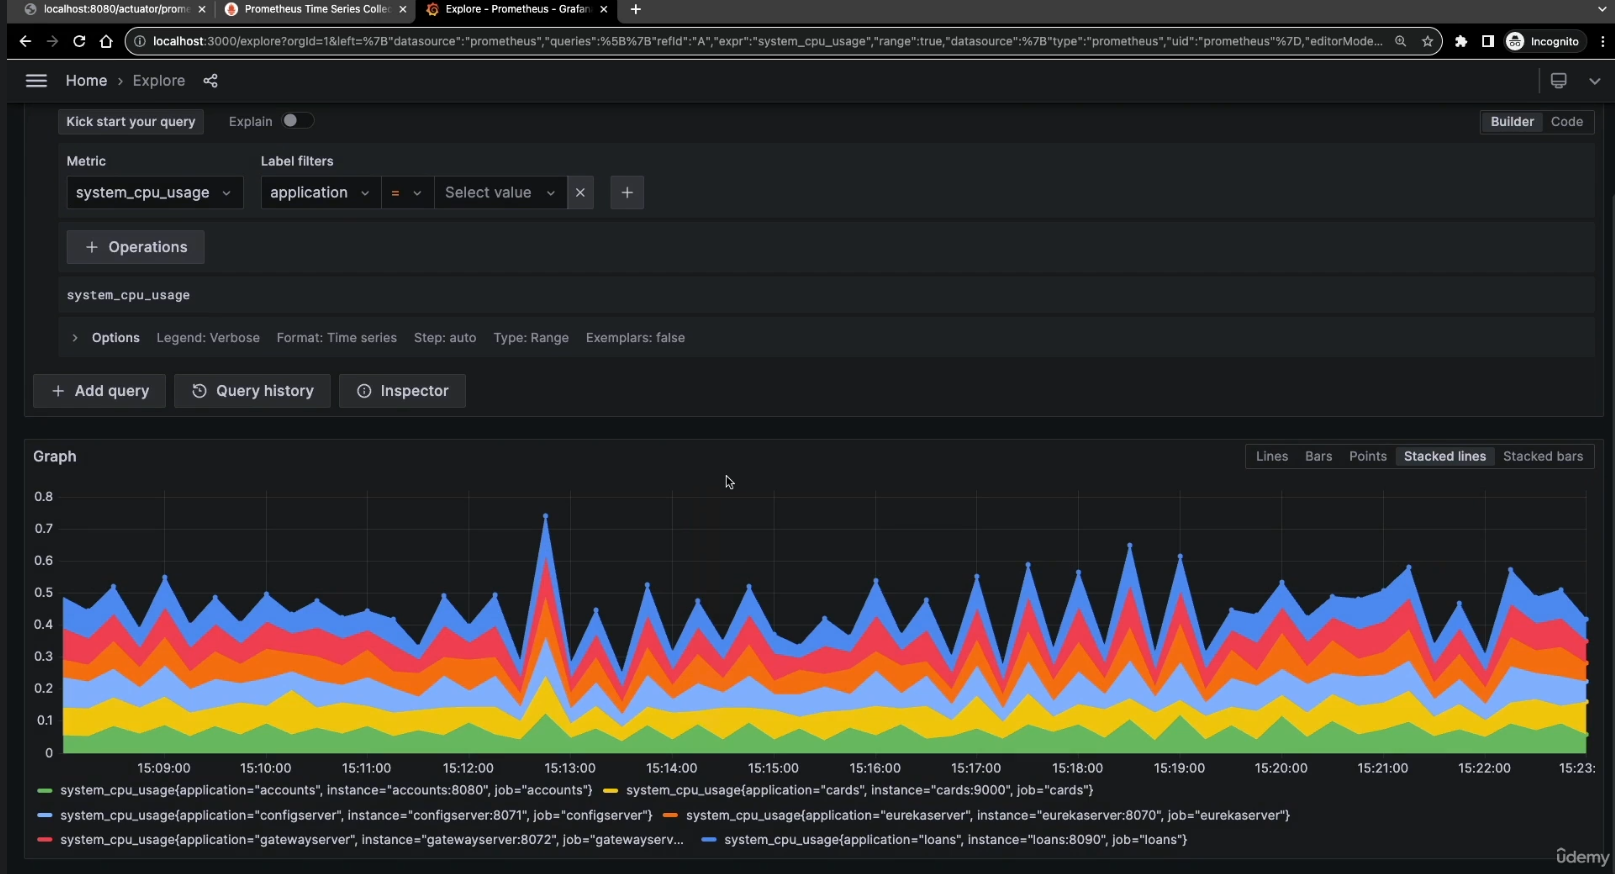 localhost:8080/actuator/prome
Prometheus Time Series Collec
Explore - Prometheus - Grafan
localhost:3000/explore?orgId=1&left=%7B"datasource":"prometheus","queries":%5B%7B"refId":"A","expr":"system_cpu_usage","range":true,"datasource":%7B"type":"prometheus","uid":"prometheus"%7D,"editorMode...
Incognito
Home › Explore
Kick start your query
Explain
Builder
Code
Metric
Label filters
system_cpu_usage
application
=
Select value
+ Operations
system_cpu_usage
Options
Legend: Verbose
Format: Time series
Step: auto
Type: Range
Exemplars: false
+ Add query
Query history
Inspector
Graph
Lines
Bars
Points
Stacked lines
Stacked bars
0.8
0.7
0.6
0.5
0.4
0.3
0.2
0.1
0
15:09:00
15:10:00
15:11:00
15:12:00
15:13:00
15:14:00
15:15:00
15:16:00
15:17:00
15:18:00
15:19:00
15:20:00
15:21:00
15:22:00
15:23:
system_cpu_usage{application="accounts", instance="accounts:8080", job="accounts"}
system_cpu_usage{application="cards", instance="cards:9000", job="cards"}
system_cpu_usage{application="configserver", instance="configserver:8071", job="configserver"}
system_cpu_usage{application="eurekaserver", instance="eurekaserver:8070", job="eurekaserver"}
system_cpu_usage{application="gatewayserver", instance="gatewayserver:8072", job="gatewayserv...
system_cpu_usage{application="loans", instance="loans:8090", job="loans"}
ûdemy